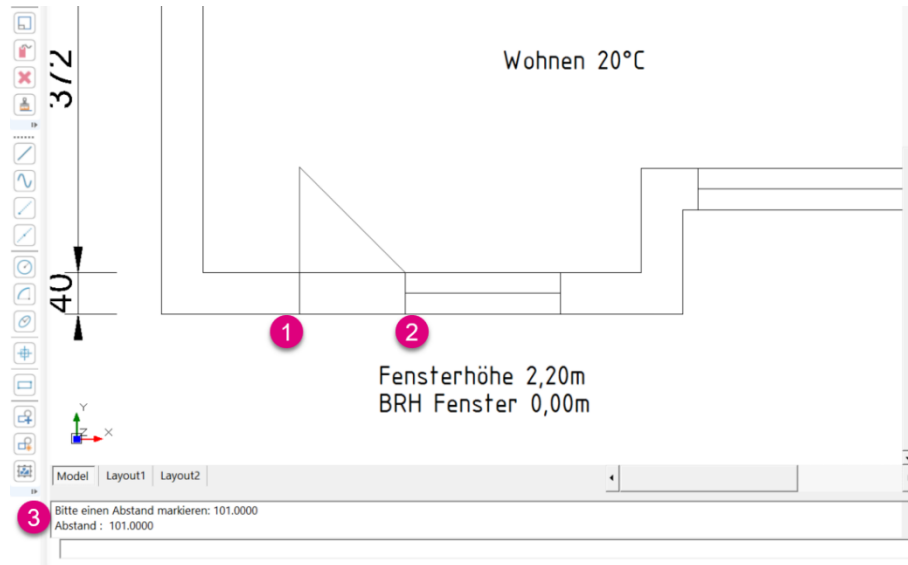 372
Wohnen 20°C
40
1
2
Fensterhöhe 2,20m
BRH Fenster 0,00m
Y
Z
X
Model
Layout1
Layout2
3
Bitte einen Abstand markieren: 101.0000
Abstand : 101.0000